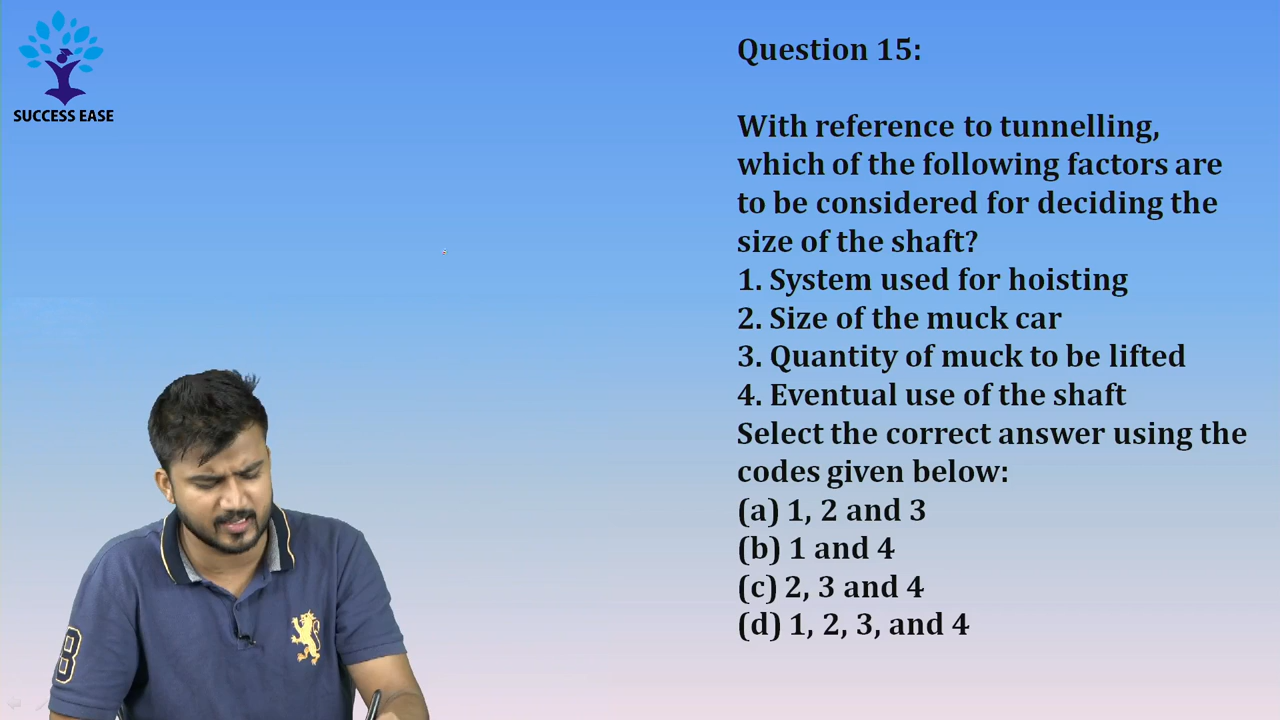 SUCCESS EASE
Question 15:
With reference to tunnelling,
which of the following factors are
to be considered for deciding the
size of the shaft?
1. System used for hoisting
2. Size of the muck car
3. Quantity of muck to be lifted
4. Eventual use of the shaft
Select the correct answer using the
codes given below:
(a) 1, 2 and 3
(b) 1 and 4
(c) 2, 3 and 4
(d) 1, 2, 3, and 4
8